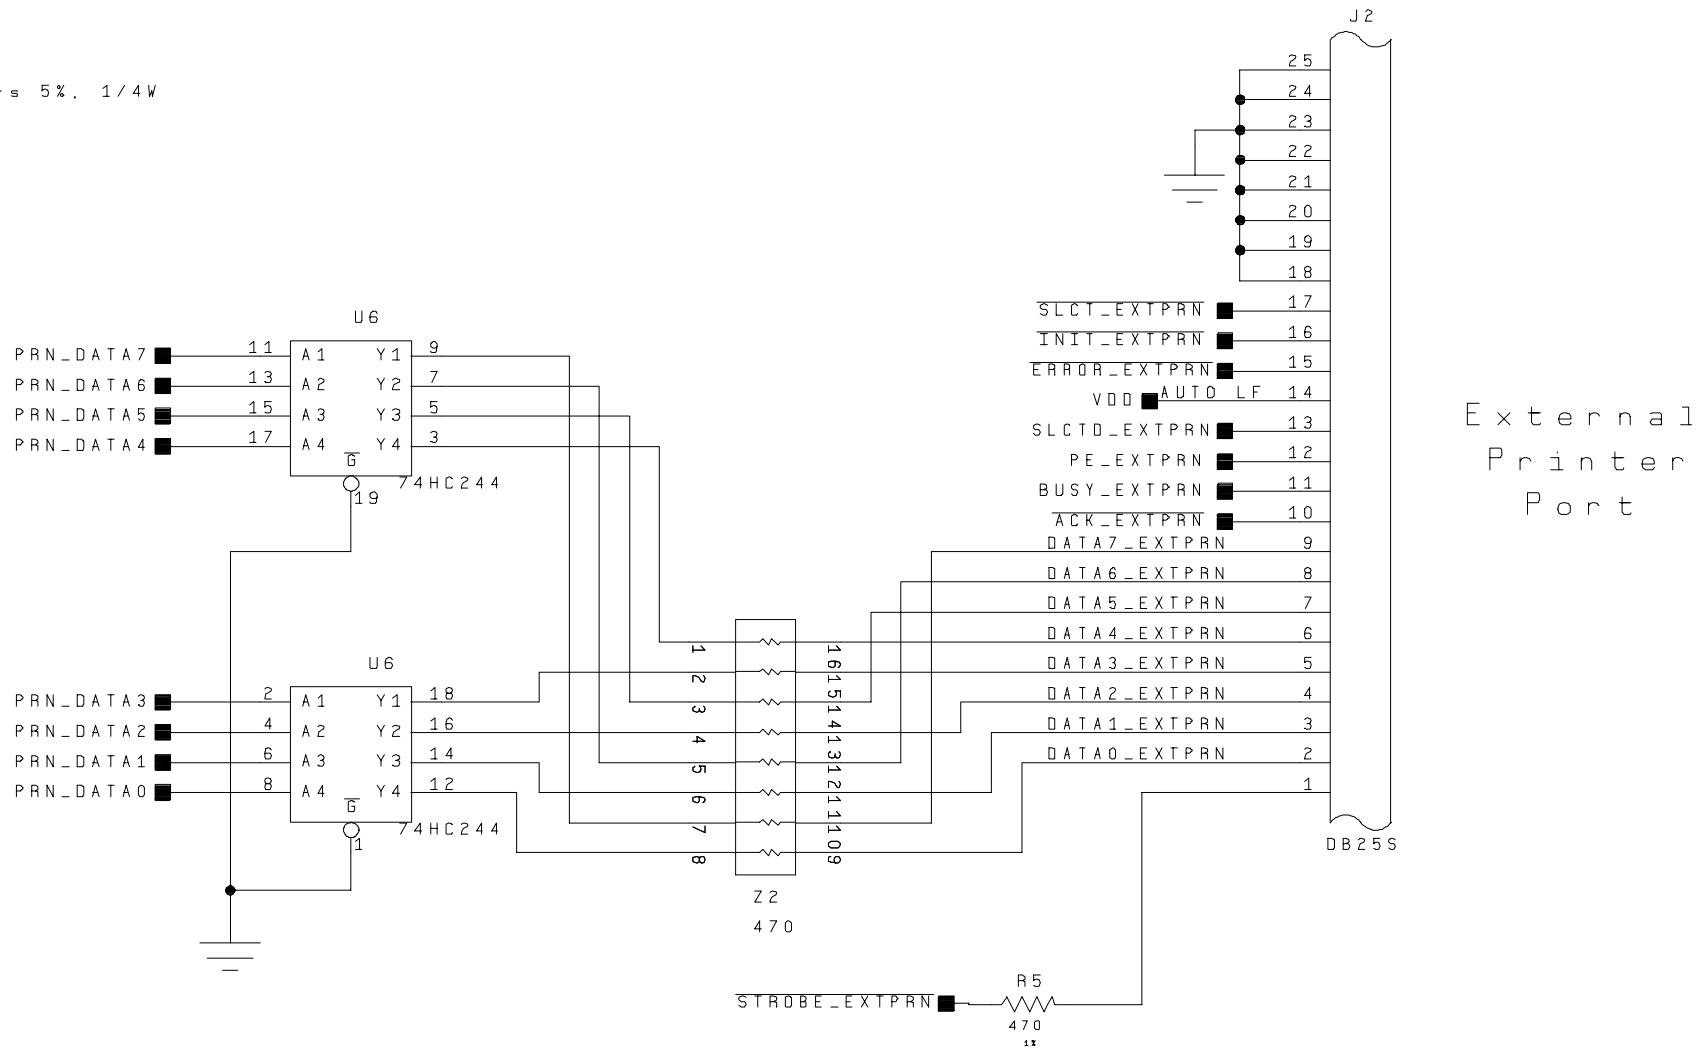 J2
s 5%. 1/4W
25
24
23
22
21
20
19
18
SLCT_EXTPRN 17
INIT_EXTPRN 16
ERROR_EXTPRN 15
VDD AUTO LF 14
SLCTD_EXTPRN 13
PE_EXTPRN 12
BUSY_EXTPRN 11
ACK_EXTPRN 10
DATA7_EXTPRN 9
DATA6_EXTPRN 8
DATA5_EXTPRN 7
DATA4_EXTPRN 6
DATA3_EXTPRN 5
DATA2_EXTPRN 4
DATA1_EXTPRN 3
DATA0_EXTPRN 2
1
DB25S
External
Printer
Port
U6
PRN_DATA7 11 A1 Y1 9
PRN_DATA6 13 A2 Y2 7
PRN_DATA5 15 A3 Y3 5
PRN_DATA4 17 A4 Y4 3
G
74HC244
19
U6
PRN_DATA3 2 A1 Y1 18
PRN_DATA2 4 A2 Y2 16
PRN_DATA1 6 A3 Y3 14
PRN_DATA0 8 A4 Y4 12
G
74HC244
1
1 16
2 15
3 14
4 13
5 12
6 11
7 10
8 9
Z2
470
STROBE_EXTPRN
R5
470
1%